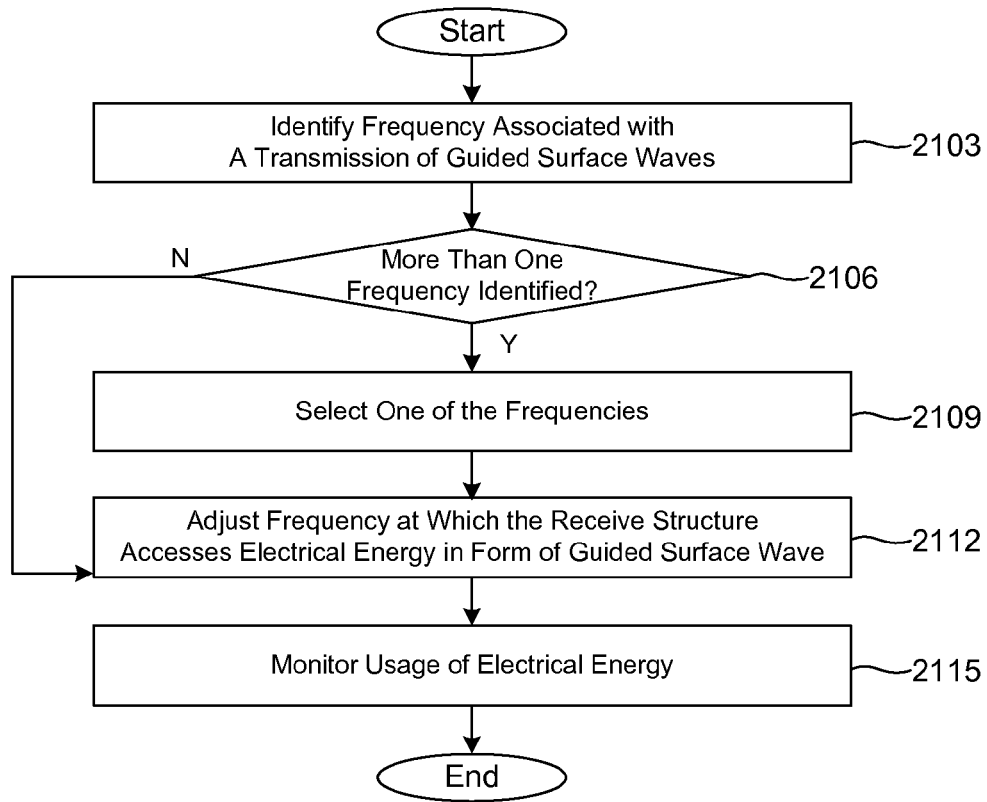 Start
Identify Frequency Associated with
A Transmission of Guided Surface Waves
2103
N
More Than One
Frequency Identified?
2106
Y
Select One of the Frequencies
2109
Adjust Frequency at Which the Receive Structure
Accesses Electrical Energy in Form of Guided Surface Wave
2112
Monitor Usage of Electrical Energy
2115
End